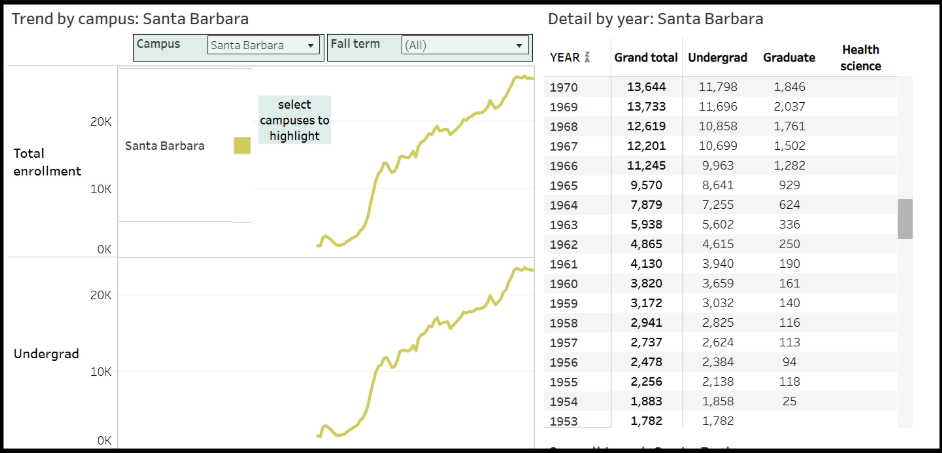 Trend by campus: Santa Barbara
Campus
Santa Barbara
Fall term
(All)
select
campuses to
highlight
Santa Barbara
Total
enrollment
20K
10K
0K
Undergrad
20K
10K
0K
Detail by year: Santa Barbara
YEAR Grand total Undergrad Graduate Health science
1970 13,644 11,798 1,846
1969 13,733 11,696 2,037
1968 12,619 10,858 1,761
1967 12,201 10,699 1,502
1966 11,245 9,963 1,282
1965 9,570 8,641 929
1964 7,879 7,255 624
1963 5,938 5,602 336
1962 4,865 4,615 250
1961 4,130 3,940 190
1960 3,820 3,659 161
1959 3,172 3,032 140
1958 2,941 2,825 116
1957 2,737 2,624 113
1956 2,478 2,384 94
1955 2,256 2,138 118
1954 1,883 1,858 25
1953 1,782 1,782